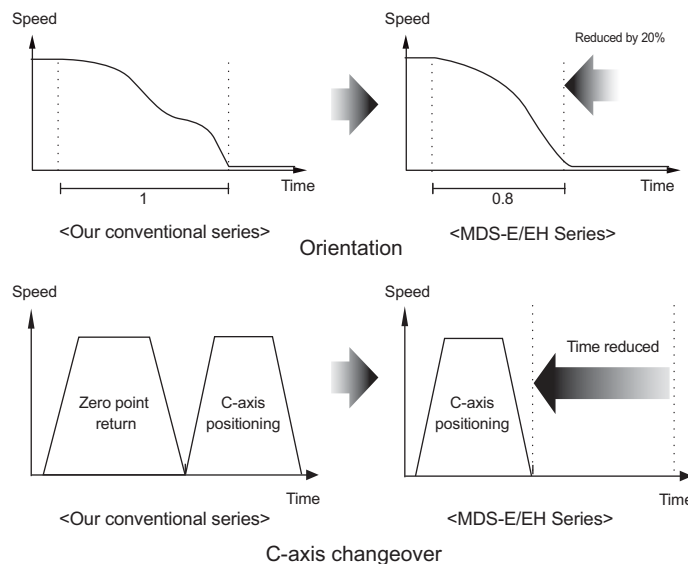 Speed
Speed
Reduced by 20%
Time
Time
1
0.8
<Our conventional series>
<MDS-E/EH Series>
Orientation
Speed
Speed
Time reduced
Zero point
return
C-axis
positioning
C-axis
positioning
Time
Time
<Our conventional series>
<MDS-E/EH Series>
C-axis changeover